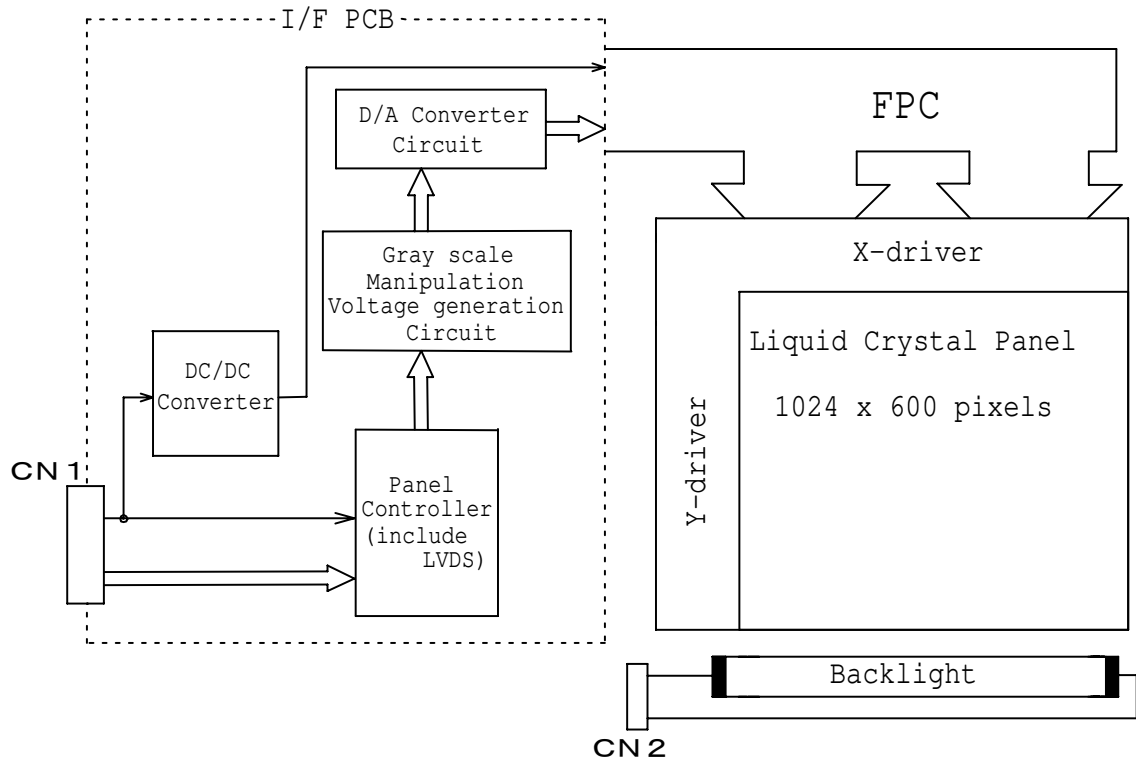 I/F PCB
D/A Converter
Circuit
FPC
Gray scale
Manipulation
Voltage generation
Circuit
X-driver
DC/DC
Converter
Liquid Crystal Panel
1024 x 600 pixels
Y-driver
CN 1
Panel
Controller
(include
LVDS)
Backlight
CN 2